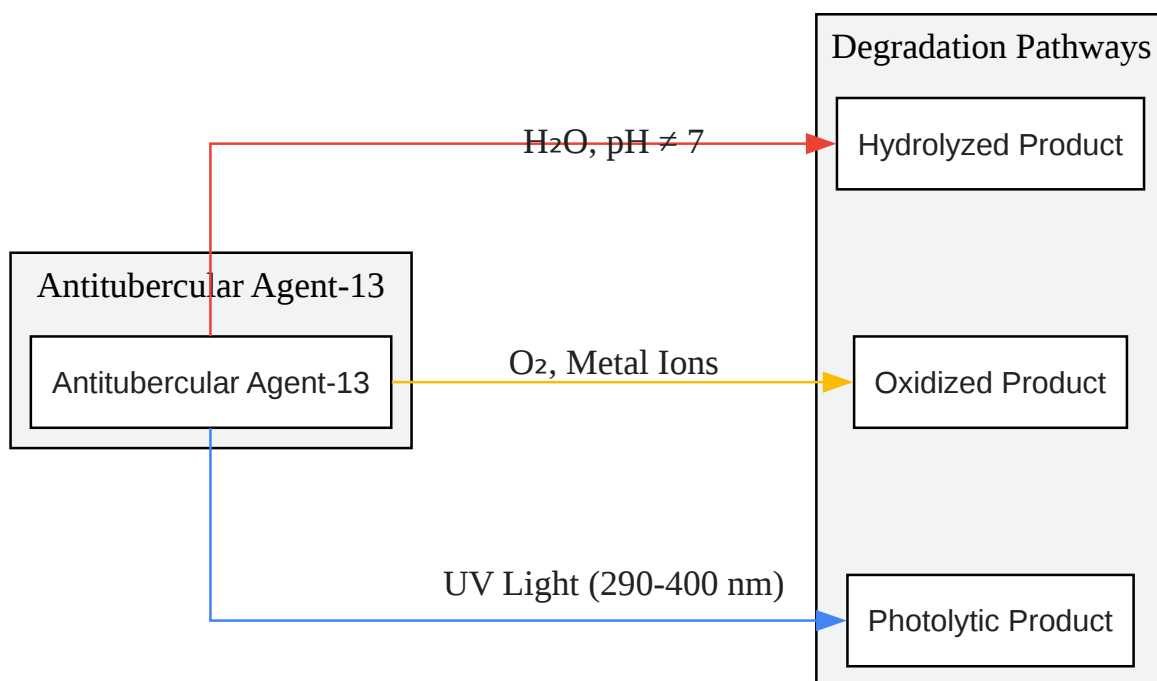 Degradation Pathways
H₂O, pH ≠ 7
Hydrolyzed Product
Antitubercular Agent-13
Antitubercular Agent-13
O₂, Metal Ions
Oxidized Product
UV Light (290-400 nm)
Photolytic Product